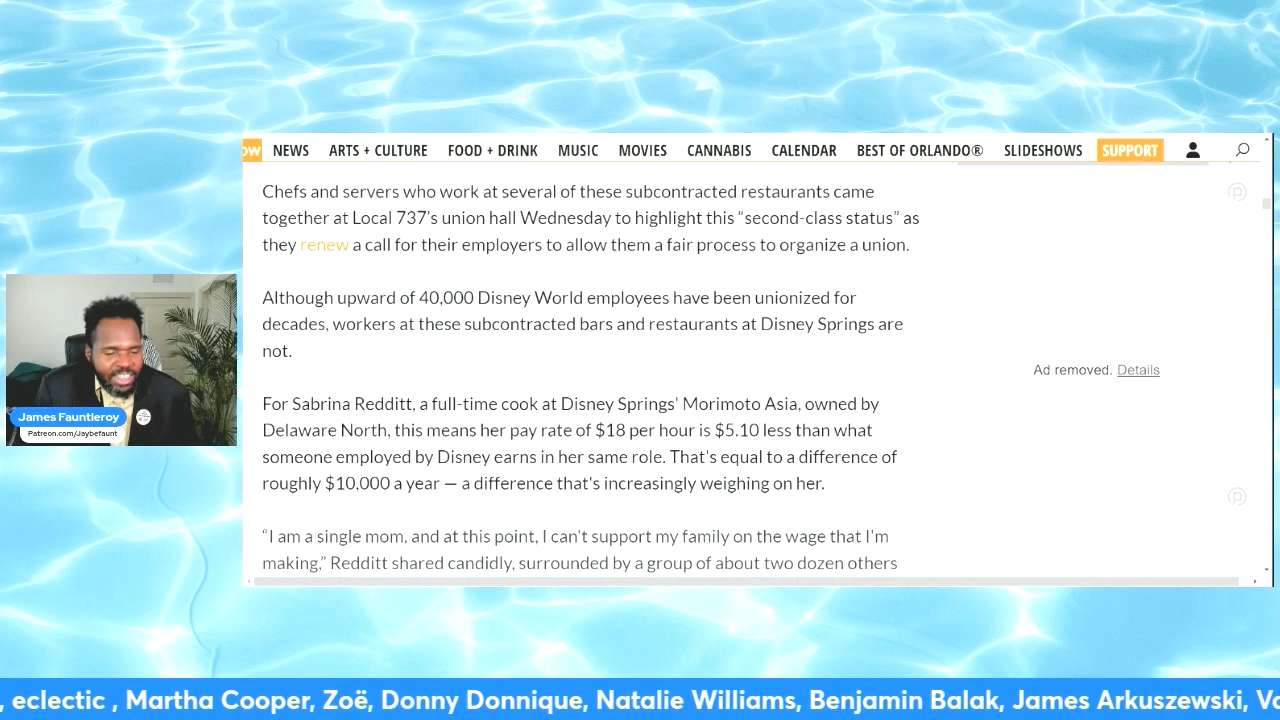 OW NEWS ARTS + CULTURE FOOD + DRINK MUSIC MOVIES CANNABIS CALENDAR BEST OF ORLANDO® SLIDESHOWS SUPPORT
Chefs and servers who work at several of these subcontracted restaurants came
together at Local 737's union hall Wednesday to highlight this “second-class status” as
they renew a call for their employers to allow them a fair process to organize a union.
Although upward of 40,000 Disney World employees have been unionized for
decades, workers at these subcontracted bars and restaurants at Disney Springs are
not.
Ad removed. Details
For Sabrina Redditt, a full-time cook at Disney Springs' Morimoto Asia, owned by
Delaware North, this means her pay rate of $18 per hour is $5.10 less than what
someone employed by Disney earns in her same role. That's equal to a difference of
roughly $10,000 a year — a difference that's increasingly weighing on her.
“I am a single mom, and at this point, I can't support my family on the wage that I'm
making,” Redditt shared candidly, surrounded by a group of about two dozen others
James Fauntleroy
Patreon.com/Jaybefaunt
, eclectic , Martha Cooper, Zoë, Donny Donnique, Natalie Williams, Benjamin Balak, James Arkuszewski, Va